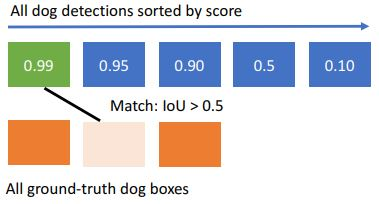 All dog detections sorted by score
0.99 0.95 0.90 0.5 0.10
Match: IoU > 0.5
All ground-truth dog boxes